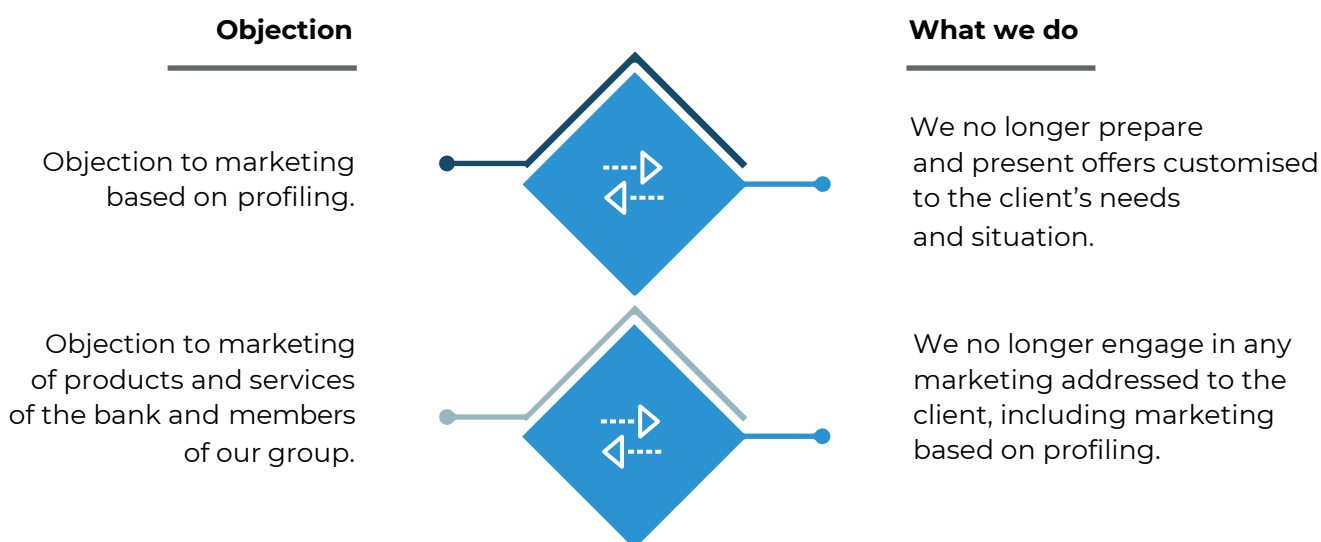 Objection
What we do
Objection to marketing
based on profiling.
We no longer prepare
and present offers customised
to the client's needs
and situation.
Objection to marketing
of products and services
of the bank and members
of our group.
We no longer engage in any
marketing addressed to the
client, including marketing
based on profiling.